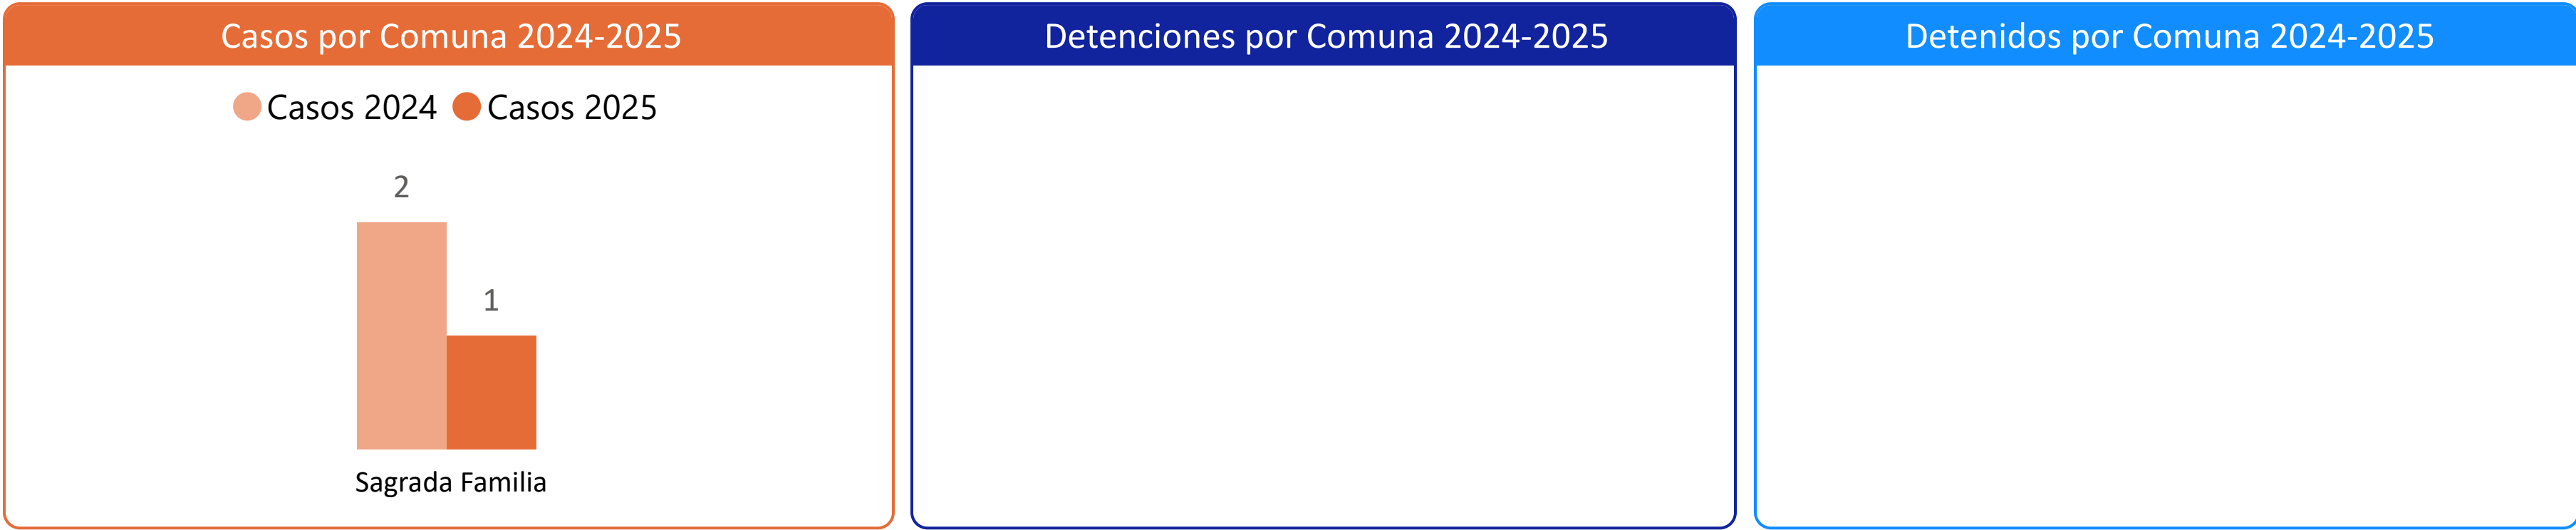 Casos por Comuna 2024-2025
Casos 2024 Casos 2025
2
1
Sagrada Familia
Detenciones por Comuna 2024-2025
Detenidos por Comuna 2024-2025